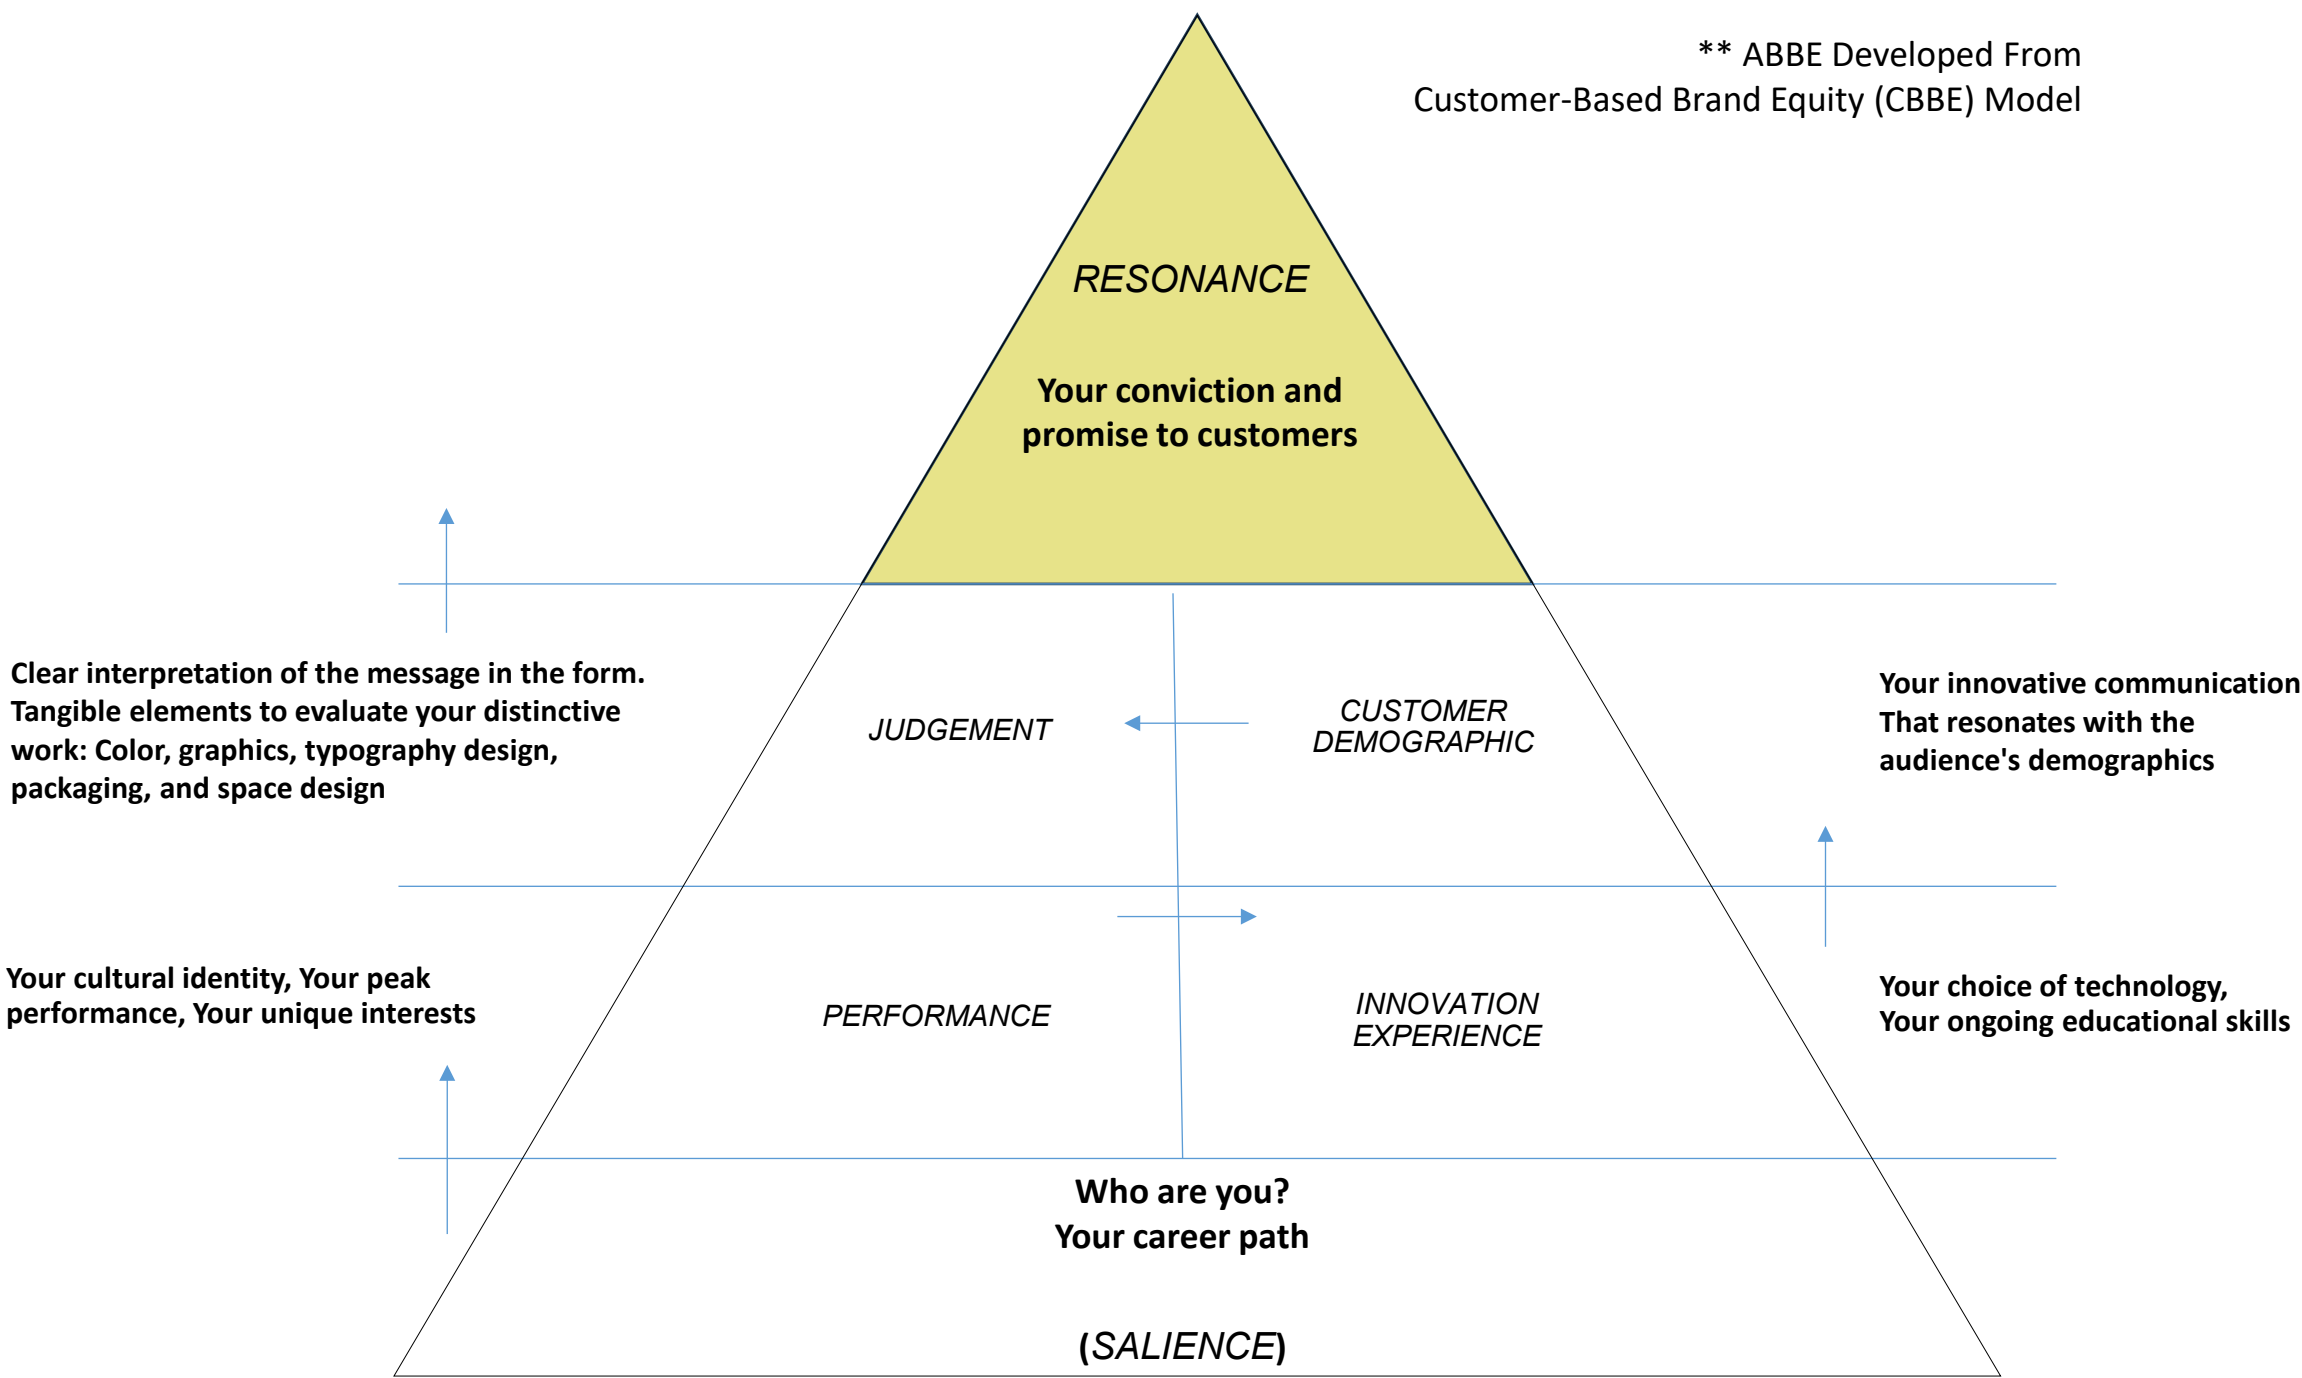 ** ABBE Developed From
Customer-Based Brand Equity (CBBE) Model
RESONANCE
Your conviction and
promise to customers
Clear interpretation of the message in the form.
Tangible elements to evaluate your distinctive
work: Color, graphics, typography design,
packaging, and space design
JUDGEMENT
CUSTOMER
DEMOGRAPHIC
Your innovative communication
That resonates with the
audience's demographics
Your cultural identity, Your peak
performance, Your unique interests
PERFORMANCE
INNOVATION
EXPERIENCE
Your choice of technology,
Your ongoing educational skills
Who are you?
Your career path
(SALIENCE)